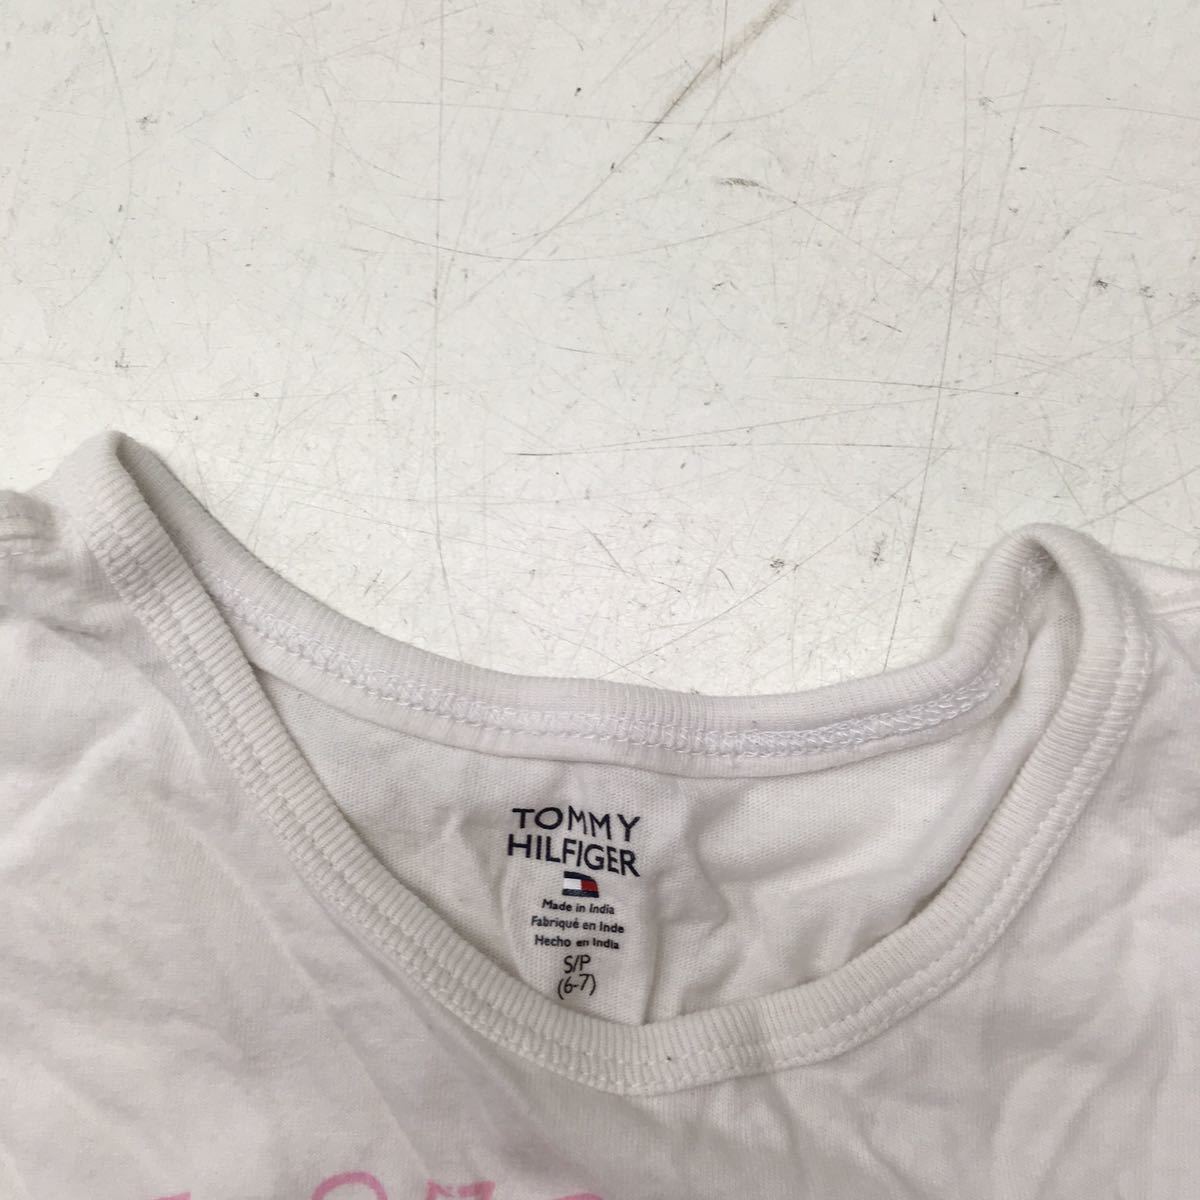 TOMMY
HILFIGER
Made in India
Fabriqué en Inde
Hecho en India
S/P
(6-7)